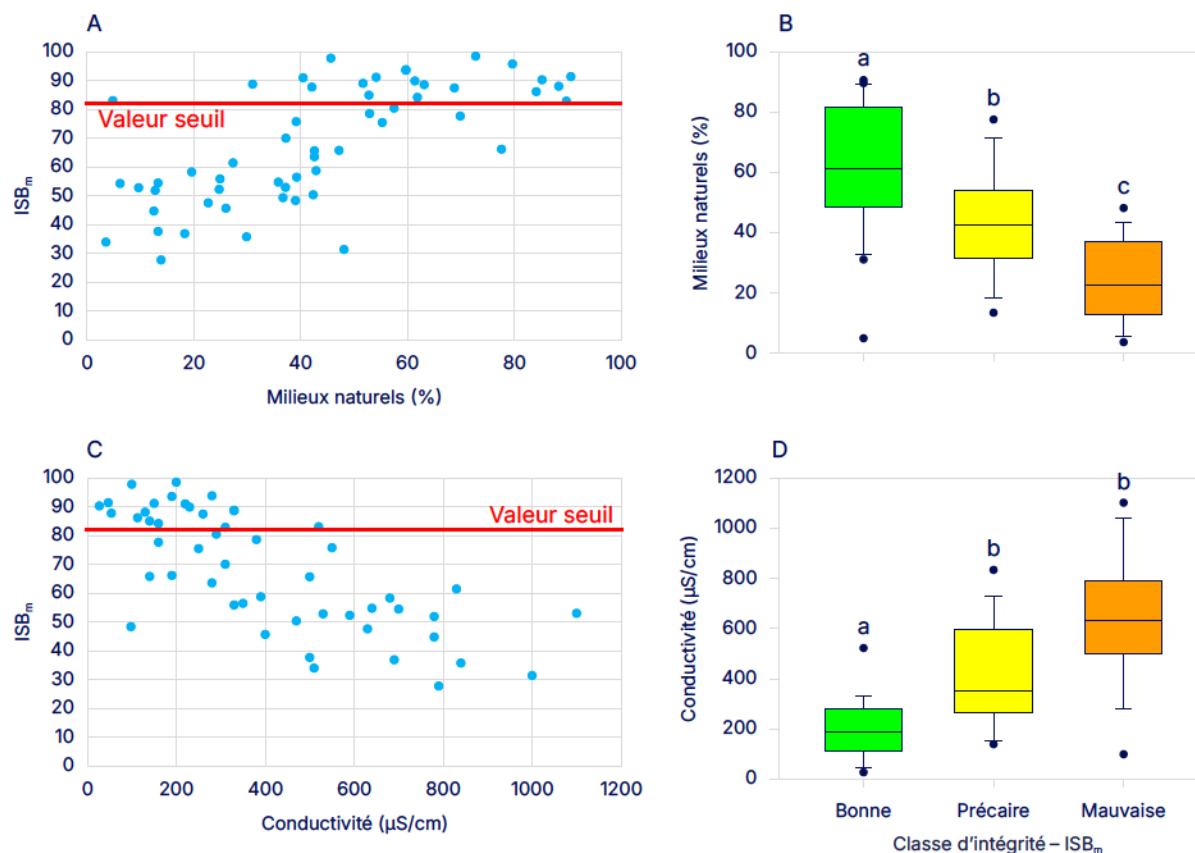 A
100
90
80
70
60
50
40
30
20
10
0
ISBm
Valeur seuil
0 20 40 60 80 100
Milieux naturels (%)
B
100
80
60
40
20
0
Milieux naturels (%)
a
b
c
C
100
90
80
70
60
50
40
30
20
10
0
ISBm
Valeur seuil
0 200 400 600 800 1000 1200
Conductivité (µS/cm)
D
1200
1000
800
600
400
200
0
Conductivité (µS/cm)
a
b
b
Bonne Précaire Mauvaise
Classe d’intégrité – ISBm